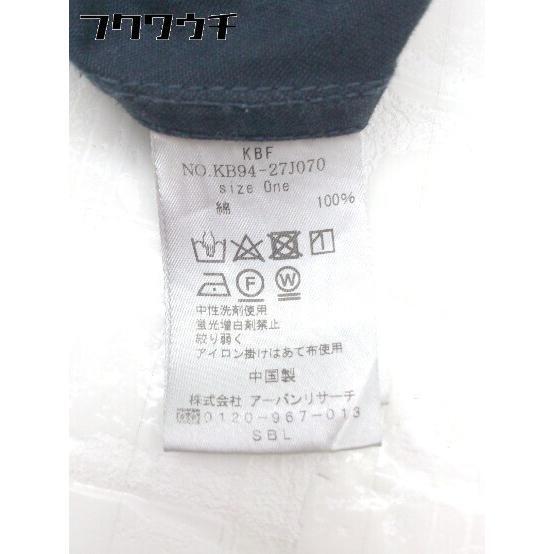 フクワウチ
KBF
NO.KB94-27J070
size One
綿 100%
中性洗剤使用
蛍光増白剤禁止
絞り弱く
アイロン掛けはあて布使用
中国製
株式会社 アーバンリサーチ
0120-967-013
SBL